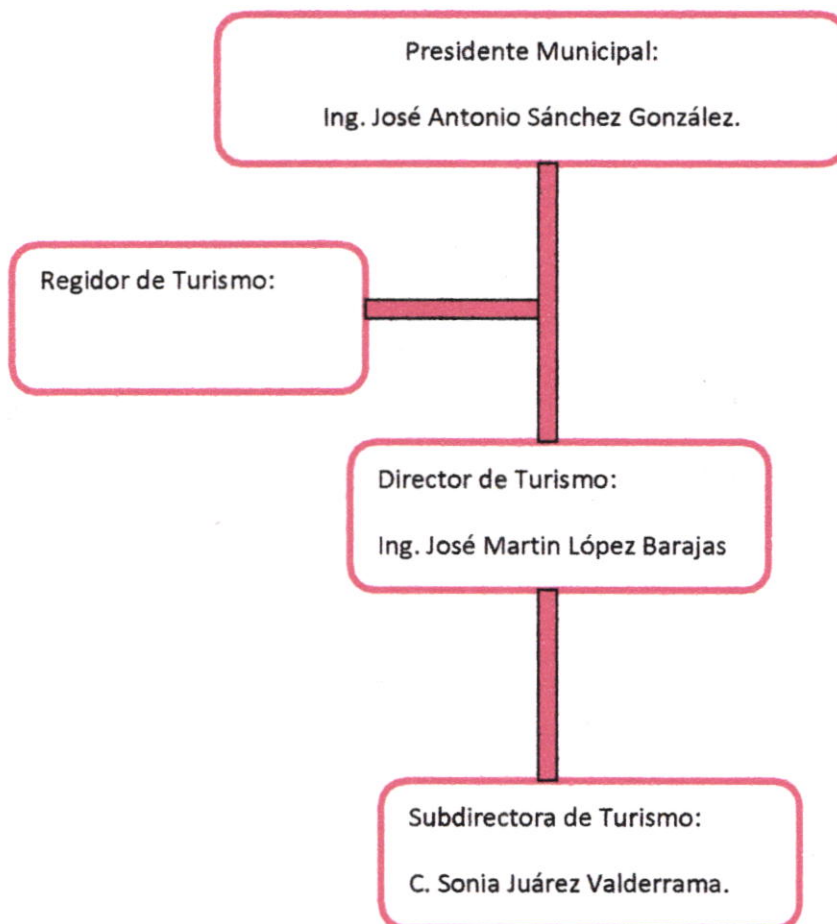 Presidente Municipal:
Ing. José Antonio Sánchez González.
Regidor de Turismo:
Director de Turismo:
Ing. José Martin López Barajas
Subdirectora de Turismo:
C. Sonia Juárez Valderrama.